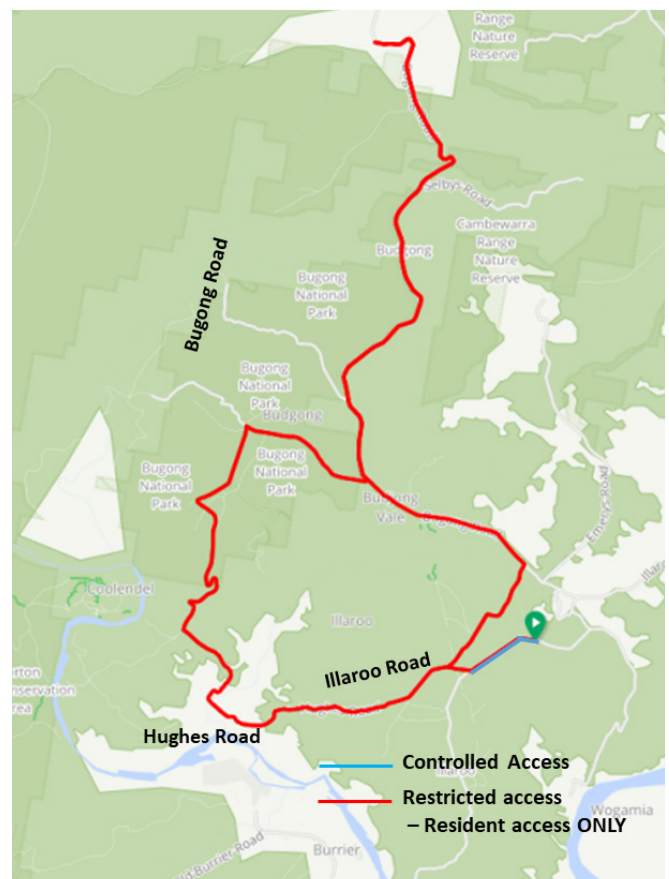 Range
Nature
Reserve
Selbys Road
Cambewarra
Range
Nature
Reserve
Budgong
Bugong Road
Bugong
National
Park
Bugong
National
Park
Budgong
Bugong
National
Park
Bugong
National
Park
Bugong
Vale
Emerys Road
Illaroo
Coolendel
Illaroo Road
Hughes Road
Controlled Access
Restricted access
– Resident access ONLY
Wogamia
Burrier